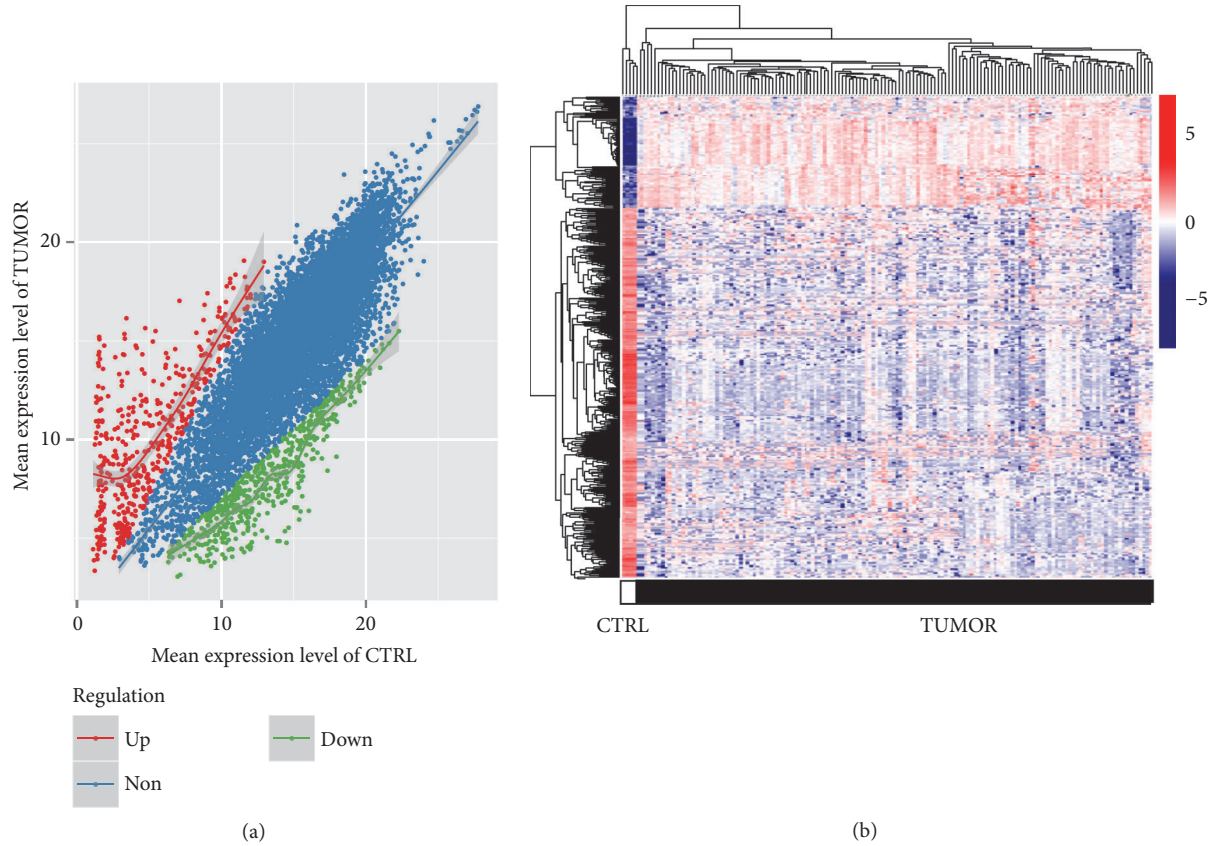 Mean expression level of TUMOR
20
10
0
10
20
Mean expression level of CTRL
Regulation
Up
Down
Non
(a)
5
0
−5
CTRL
TUMOR
(b)